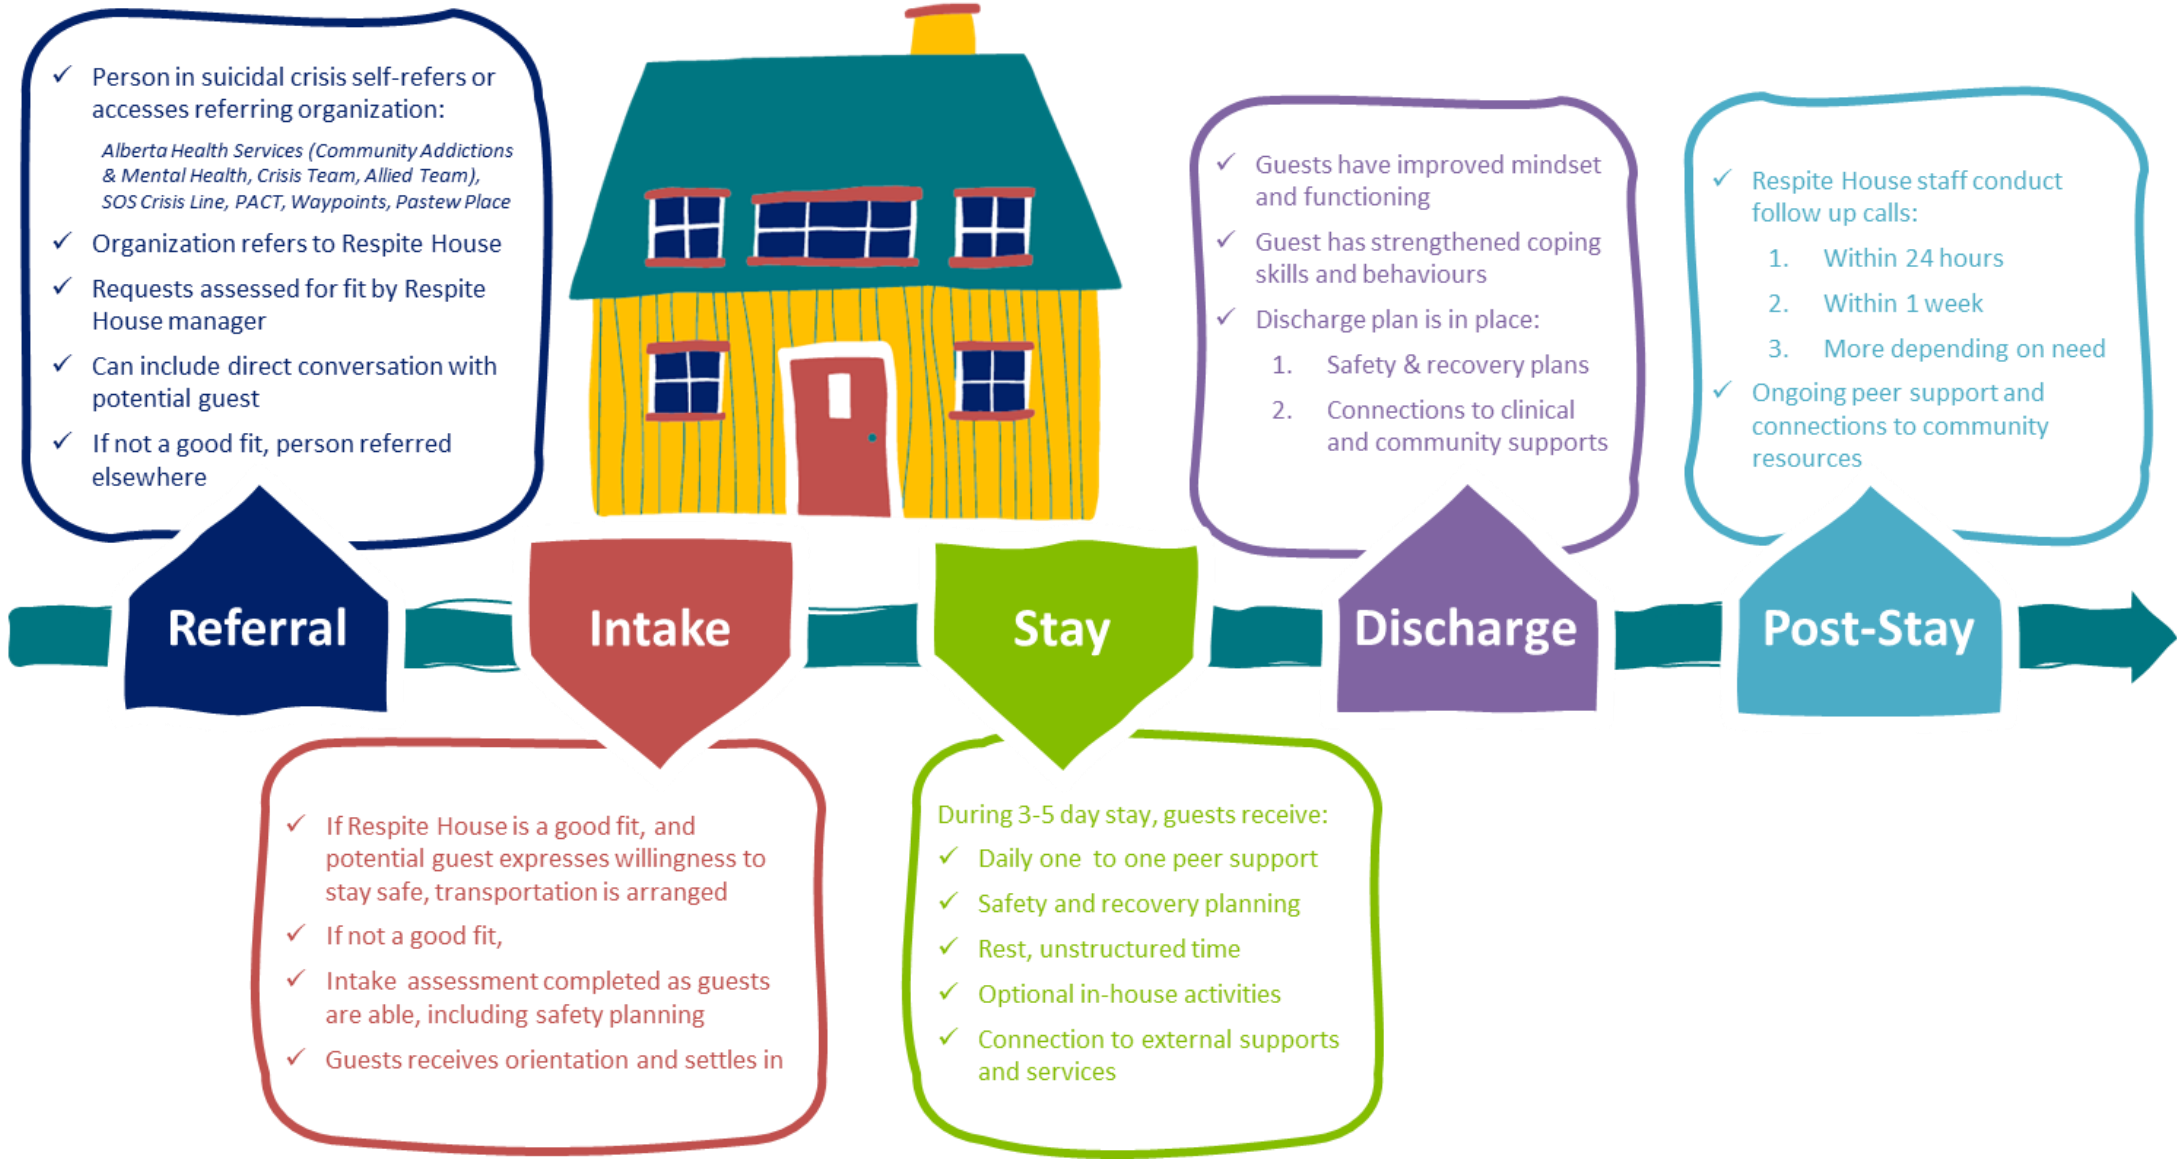 ✓ Person in suicidal crisis self-refers or
accesses referring organization:
Alberta Health Services (Community Addictions
& Mental Health, Crisis Team, Allied Team),
SOS Crisis Line, PACT, Waypoints, Pastew Place
✓ Organization refers to Respite House
✓ Requests assessed for fit by Respite
House manager
✓ Can include direct conversation with
potential guest
✓ If not a good fit, person referred
elsewhere
Referral
Intake
✓ If Respite House is a good fit, and
potential guest expresses willingness to
stay safe, transportation is arranged
✓ If not a good fit,
✓ Intake assessment completed as guests
are able, including safety planning
✓ Guests receives orientation and settles in
Stay
During 3-5 day stay, guests receive:
✓ Daily one to one peer support
✓ Safety and recovery planning
✓ Rest, unstructured time
✓ Optional in-house activities
✓ Connection to external supports
and services
✓ Guests have improved mindset
and functioning
✓ Guest has strengthened coping
skills and behaviours
✓ Discharge plan is in place:
1. Safety & recovery plans
2. Connections to clinical
and community supports
Discharge
✓ Respite House staff conduct
follow up calls:
1. Within 24 hours
2. Within 1 week
3. More depending on need
✓ Ongoing peer support and
connections to community
resources
Post-Stay